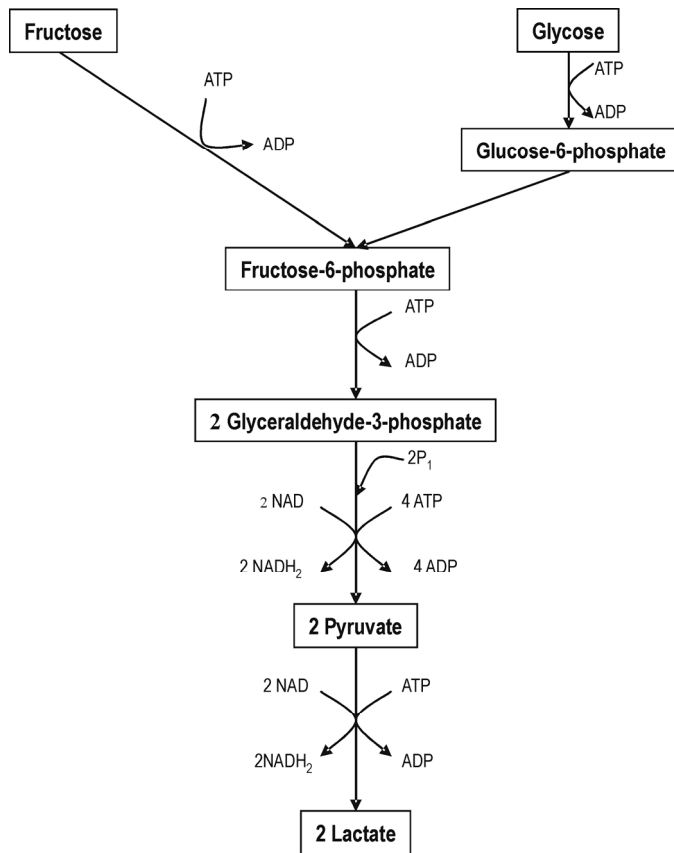 Fructose
Glycose
ATP
ATP
ADP
ADP
Glucose-6-phosphate
Fructose-6-phosphate
ATP
ADP
2 Glyceraldehyde-3-phosphate
2P₁
2 NAD
4 ATP
2 NADH₂
4 ADP
2 Pyruvate
2 NAD
ATP
2NADH₂
ADP
2 Lactate